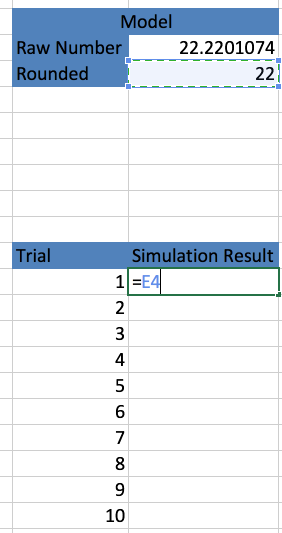 Model
Raw Number 22.2201074
Rounded 22
Trial Simulation Result
1 =E4
2
3
4
5
6
7
8
9
10